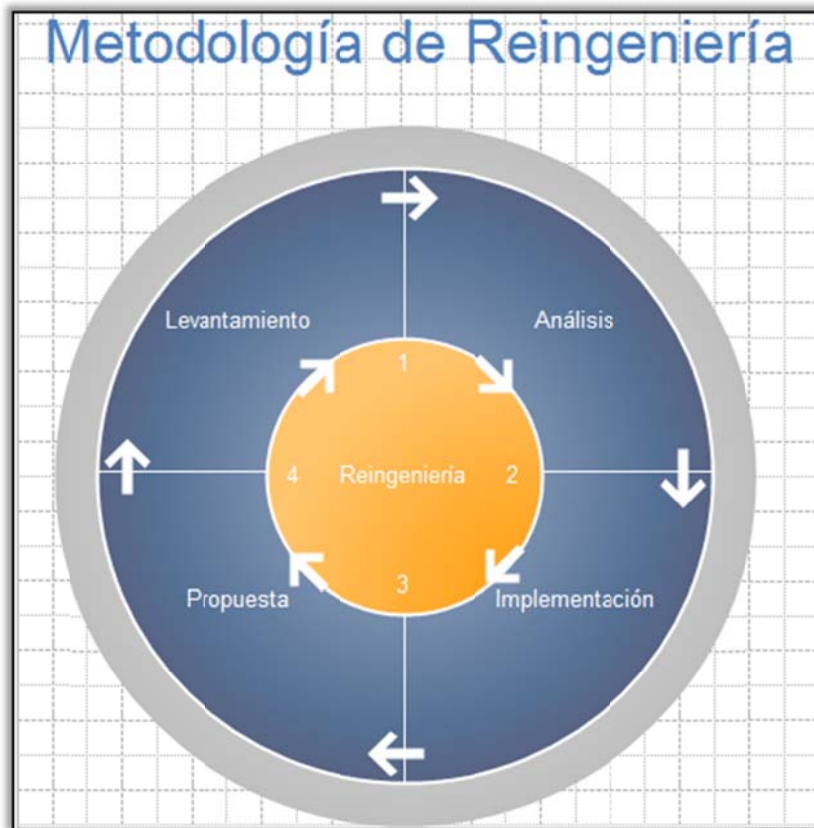 Metodología de Reingeniería
Levantamiento
Análisis
1
4
Reingeniería
2
3
Propuesta
Implementación